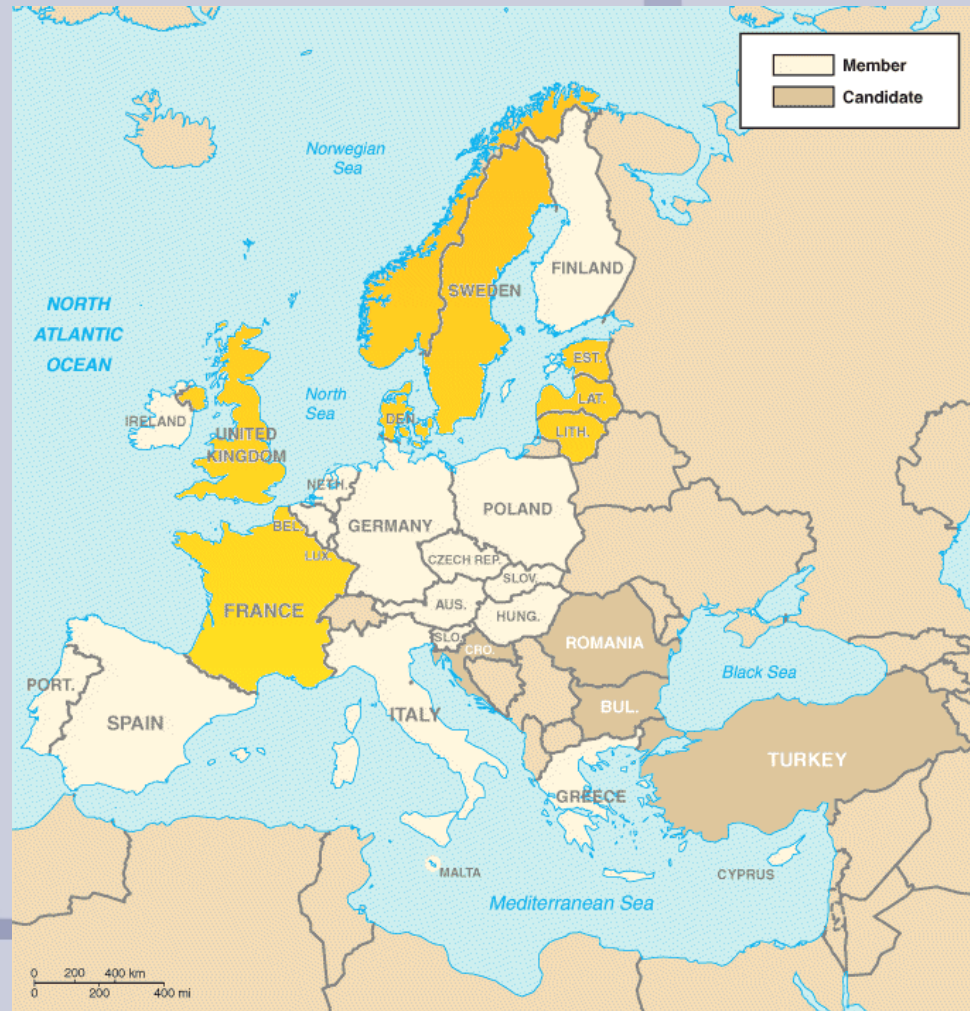 Member
Candidate
Norwegian
Sea
FINLAND
SWEDEN
NORTH
ATLANTIC
OCEAN
EST.
North
Sea
LAT.
DEN.
IRELAND
LITH.
UNITED
KINGDOM
NETH.
POLAND
BEL.
GERMANY
LUX.
CZECH REP.
SLOV.
FRANCE
AUS.
HUNG.
SLO.
CRO.
ROMANIA
Black Sea
PORT.
BUL.
SPAIN
ITALY
TURKEY
GREECE
MALTA
CYPRUS
Mediterranean Sea
0 200 400 km
0 200 400 mi